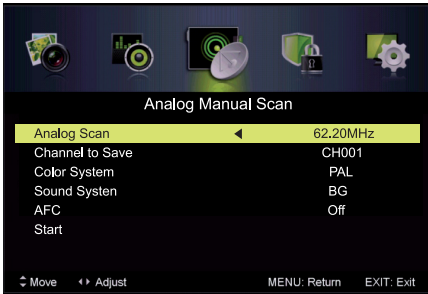 Analog Manual Scan
Analog Scan 62.20MHz
Channel to Save CH001
Color System PAL
Sound Systen BG
AFC Off
Start
Move Adjust MENU: Return EXIT: Exit